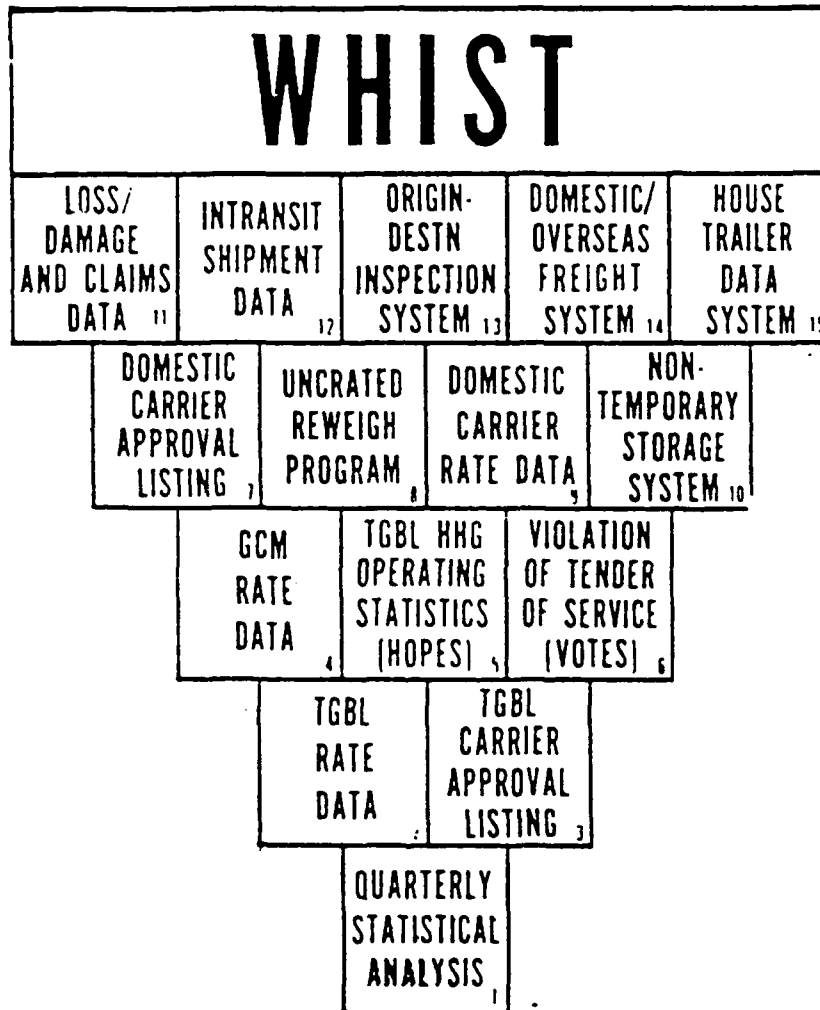 WHIST
LOSS/
DAMAGE
AND CLAIMS
DATA 11
INTRANSIT
SHIPMENT
DATA
12
ORIGIN-
DESTN
INSPECTION
SYSTEM 13
DOMESTIC/
OVERSEAS
FREIGHT
SYSTEM 14
HOUSE
TRAILER
DATA
SYSTEM 15
DOMESTIC
CARRIER
APPROVAL
LISTING 7
UNCRATED
REWEIGH
PROGRAM 8
DOMESTIC
CARRIER
RATE DATA 9
NON-
TEMPORARY
STORAGE
SYSTEM 10
GCM
RATE
DATA 4
TGBL HHG
OPERATING
STATISTICS
(HOPES) 5
VIOLATION
OF TENDER
OF SERVICE
(VOTES) 6
TGBL
RATE
DATA
TGBL
CARRIER
APPROVAL
LISTING 3
QUARTERLY
STATISTICAL
ANALYSIS
1